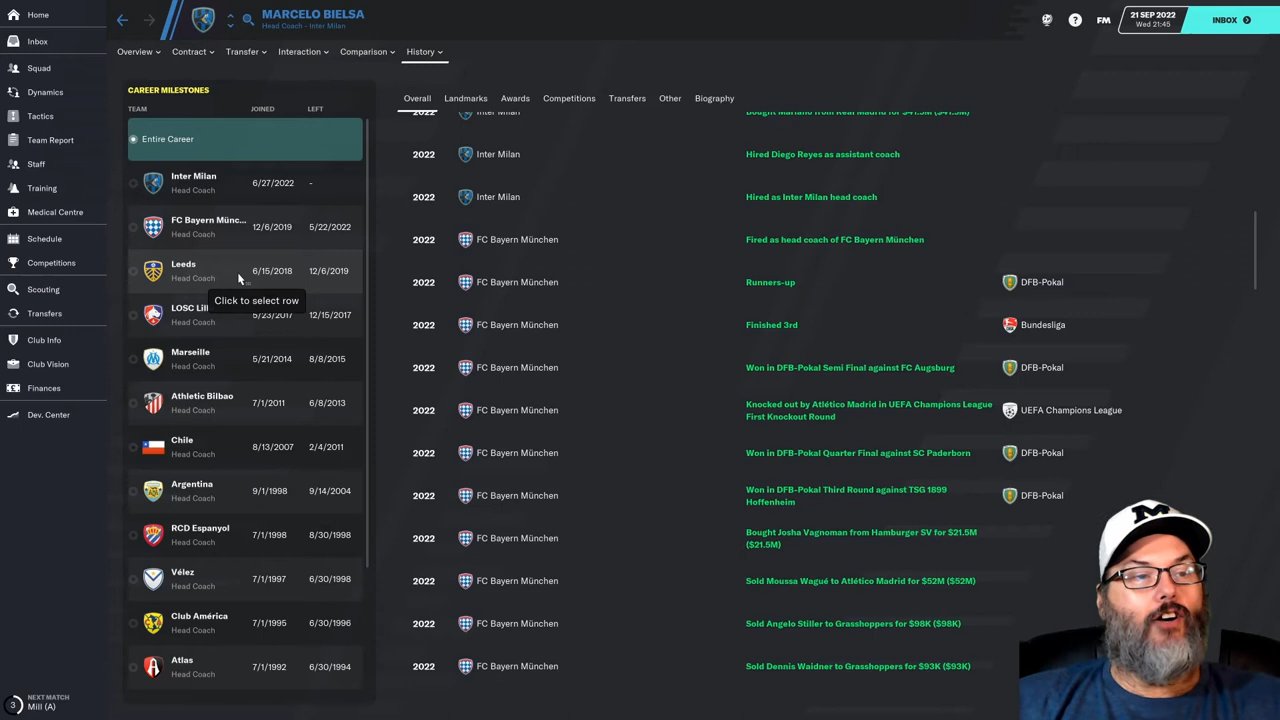 Home
Inbox
Squad
Dynamics
Tactics
Team Report
Staff
Training
Medical Centre
Schedule
Competitions
Scouting
Transfers
Club Info
Club Vision
Finances
Dev. Center
3
NEXT MATCH
Mill (A)
MARCELO BIELSA
Head Coach - Inter Milan
FM
21 SEP 2022
Wed 21:45
INBOX
Overview
Contract
Transfer
Interaction
Comparison
History
CAREER MILESTONES
TEAM JOINED LEFT
Entire Career
Inter Milan
Head Coach
6/27/2022 -
FC Bayern Münc...
Head Coach
12/6/2019 5/22/2022
Leeds
Head Coach
6/15/2018 12/6/2019
Click to select row
LOSC Lill
Head Coach
5/23/2017 12/15/2017
Marseille
Head Coach
5/21/2014 8/8/2015
Athletic Bilbao
Head Coach
7/1/2011 6/8/2013
Chile
Head Coach
8/13/2007 2/4/2011
Argentina
Head Coach
9/1/1998 9/14/2004
RCD Espanyol
Head Coach
7/1/1998 8/30/1998
Vélez
Head Coach
7/1/1997 6/30/1998
Club América
Head Coach
7/1/1995 6/30/1996
Atlas
Head Coach
7/1/1992 6/30/1994
Overall Landmarks Awards Competitions Transfers Other Biography
2022 Inter Milan Bought Mariano from Real Madrid for $41.5M ($41.5M)
2022 Inter Milan Hired Diego Reyes as assistant coach
2022 Inter Milan Hired as Inter Milan head coach
2022 FC Bayern München Fired as head coach of FC Bayern München
2022 FC Bayern München Runners-up DFB-Pokal
2022 FC Bayern München Finished 3rd Bundesliga
2022 FC Bayern München Won in DFB-Pokal Semi Final against FC Augsburg DFB-Pokal
2022 FC Bayern München Knocked out by Atlético Madrid in UEFA Champions League
First Knockout Round UEFA Champions League
2022 FC Bayern München Won in DFB-Pokal Quarter Final against SC Paderborn DFB-Pokal
2022 FC Bayern München Won in DFB-Pokal Third Round against TSG 1899
Hoffenheim DFB-Pokal
2022 FC Bayern München Bought Josha Vagnoman from Hamburger SV for $21.5M
($21.5M)
2022 FC Bayern München Sold Moussa Wagué to Atlético Madrid for $52M ($52M)
2022 FC Bayern München Sold Angelo Stiller to Grasshoppers for $98K ($98K)
2022 FC Bayern München Sold Dennis Waidner to Grasshoppers for $93K ($93K)